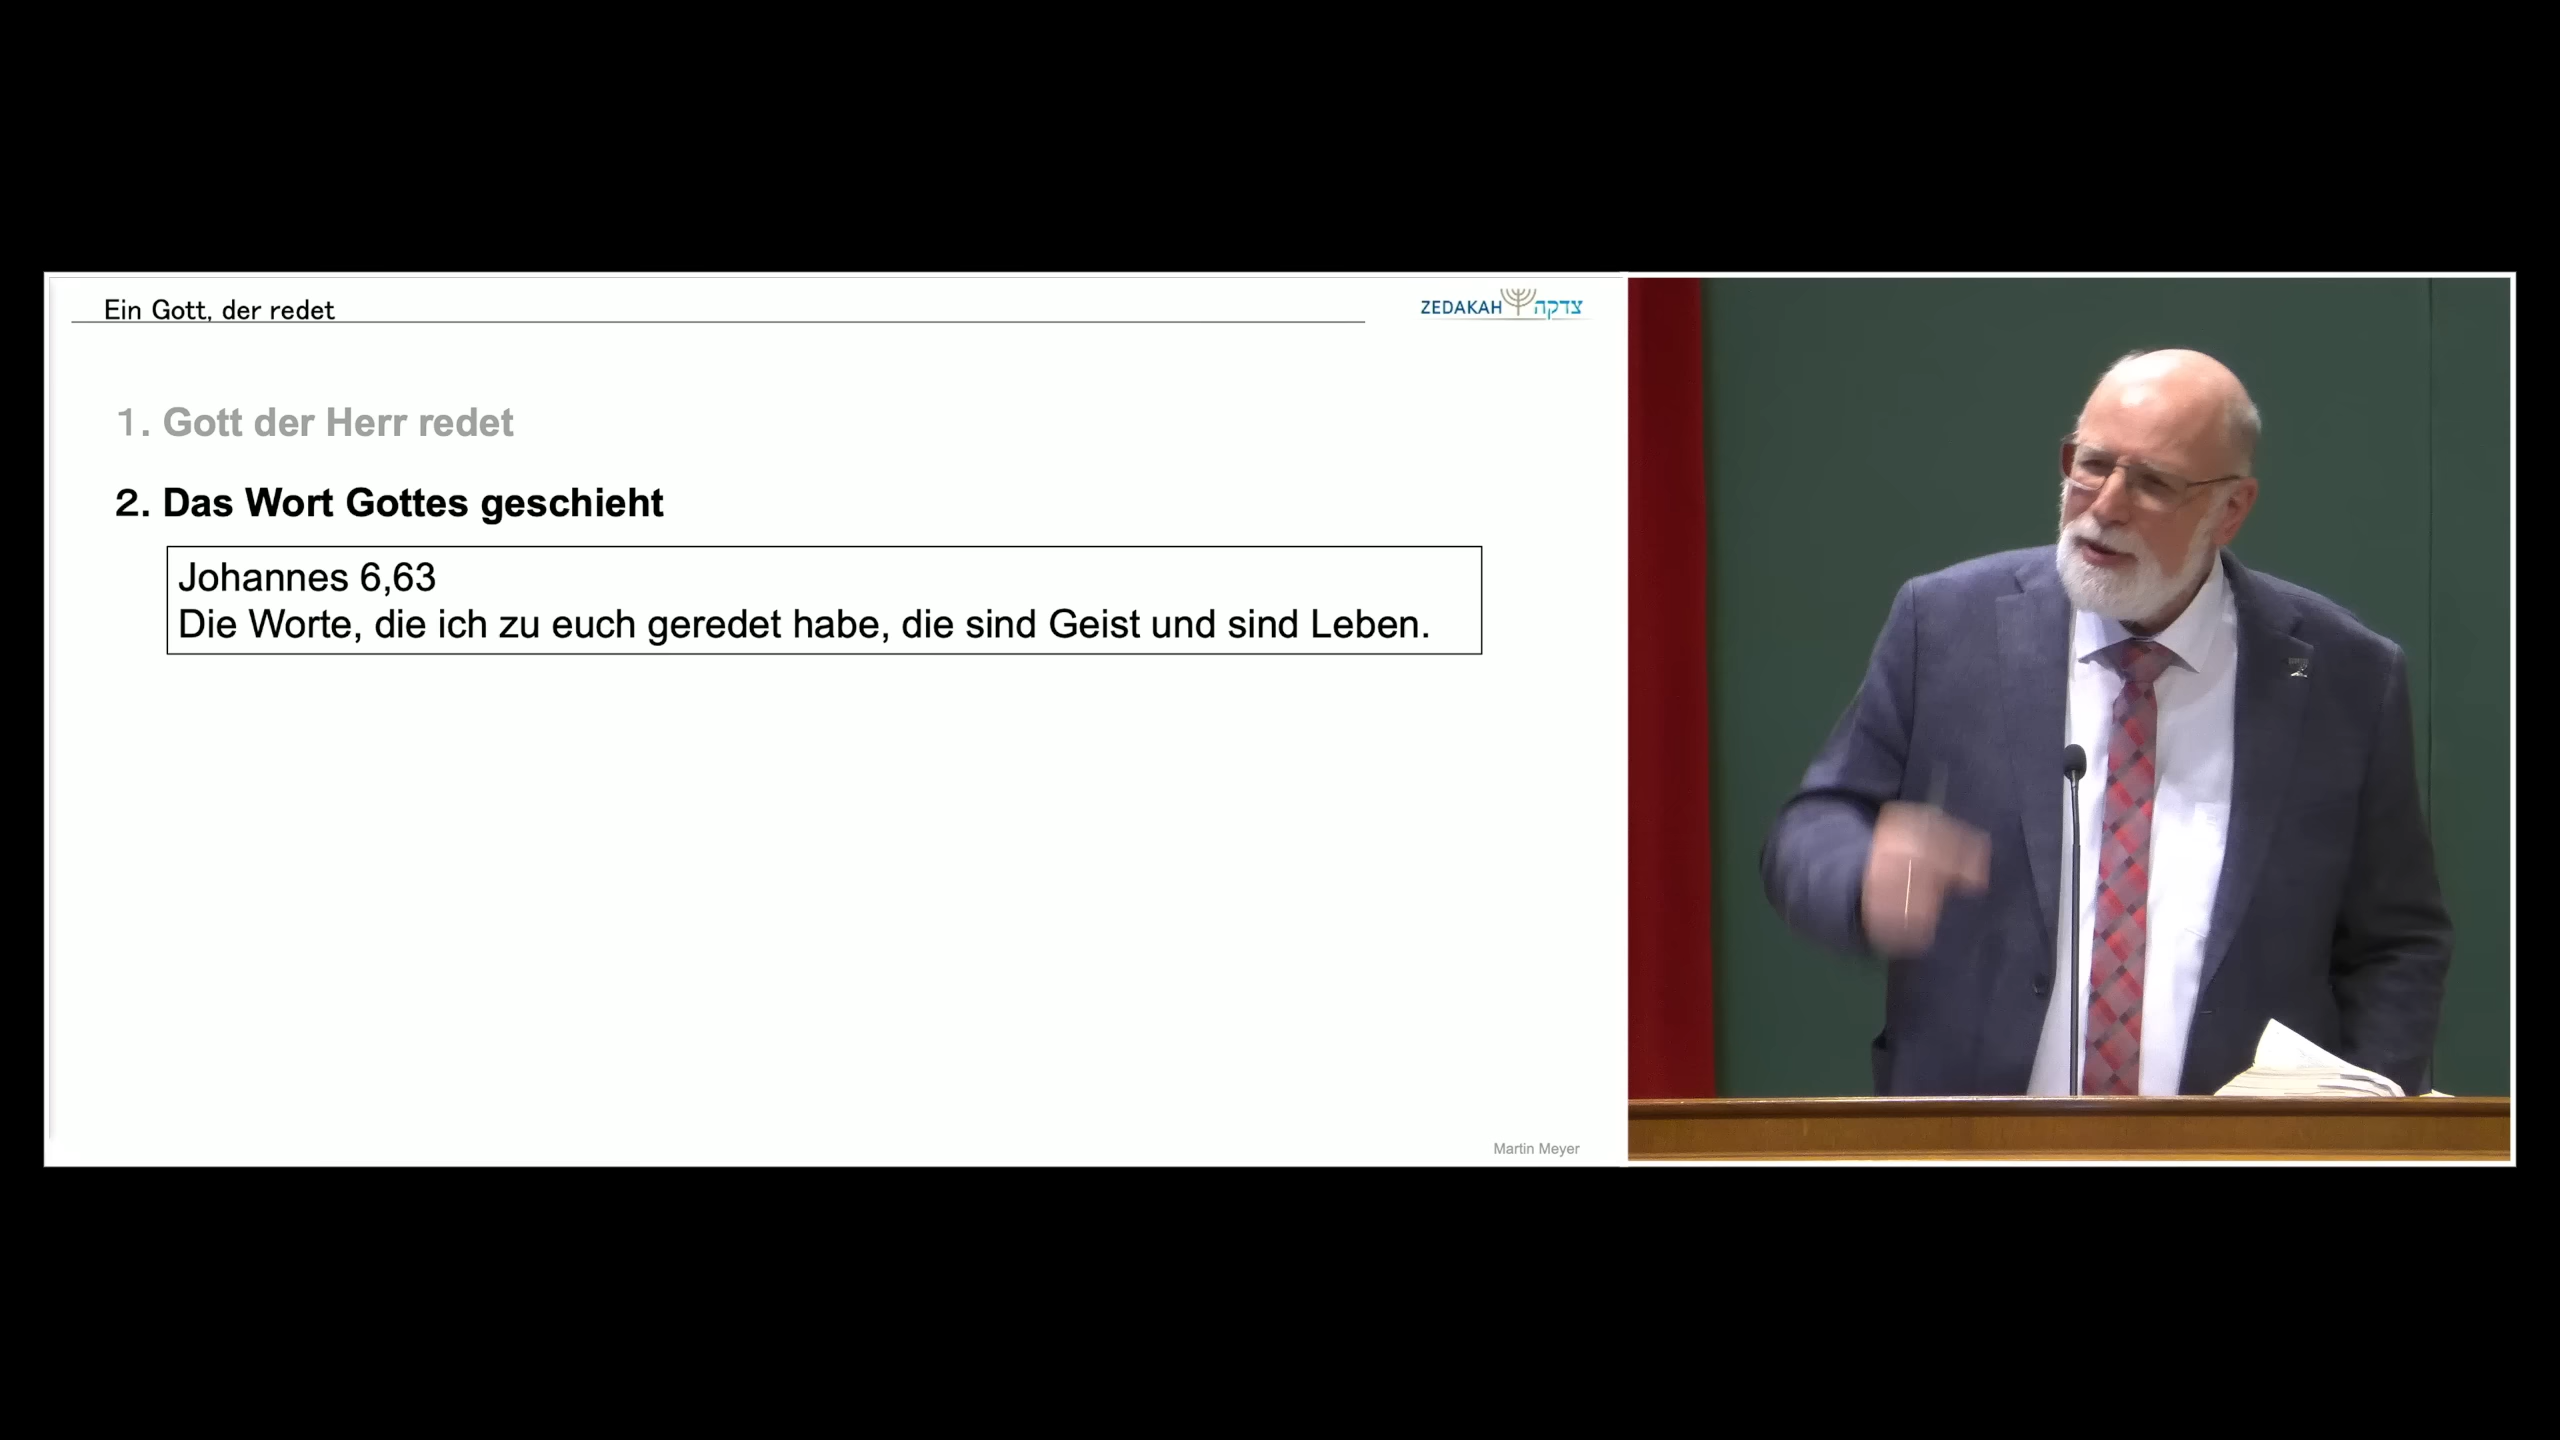 Ein Gott, der redet
ZEDAKAH צדקה
1. Gott der Herr redet
2. Das Wort Gottes geschieht
Johannes 6,63
Die Worte, die ich zu euch geredet habe, die sind Geist und sind Leben.
Martin Meyer